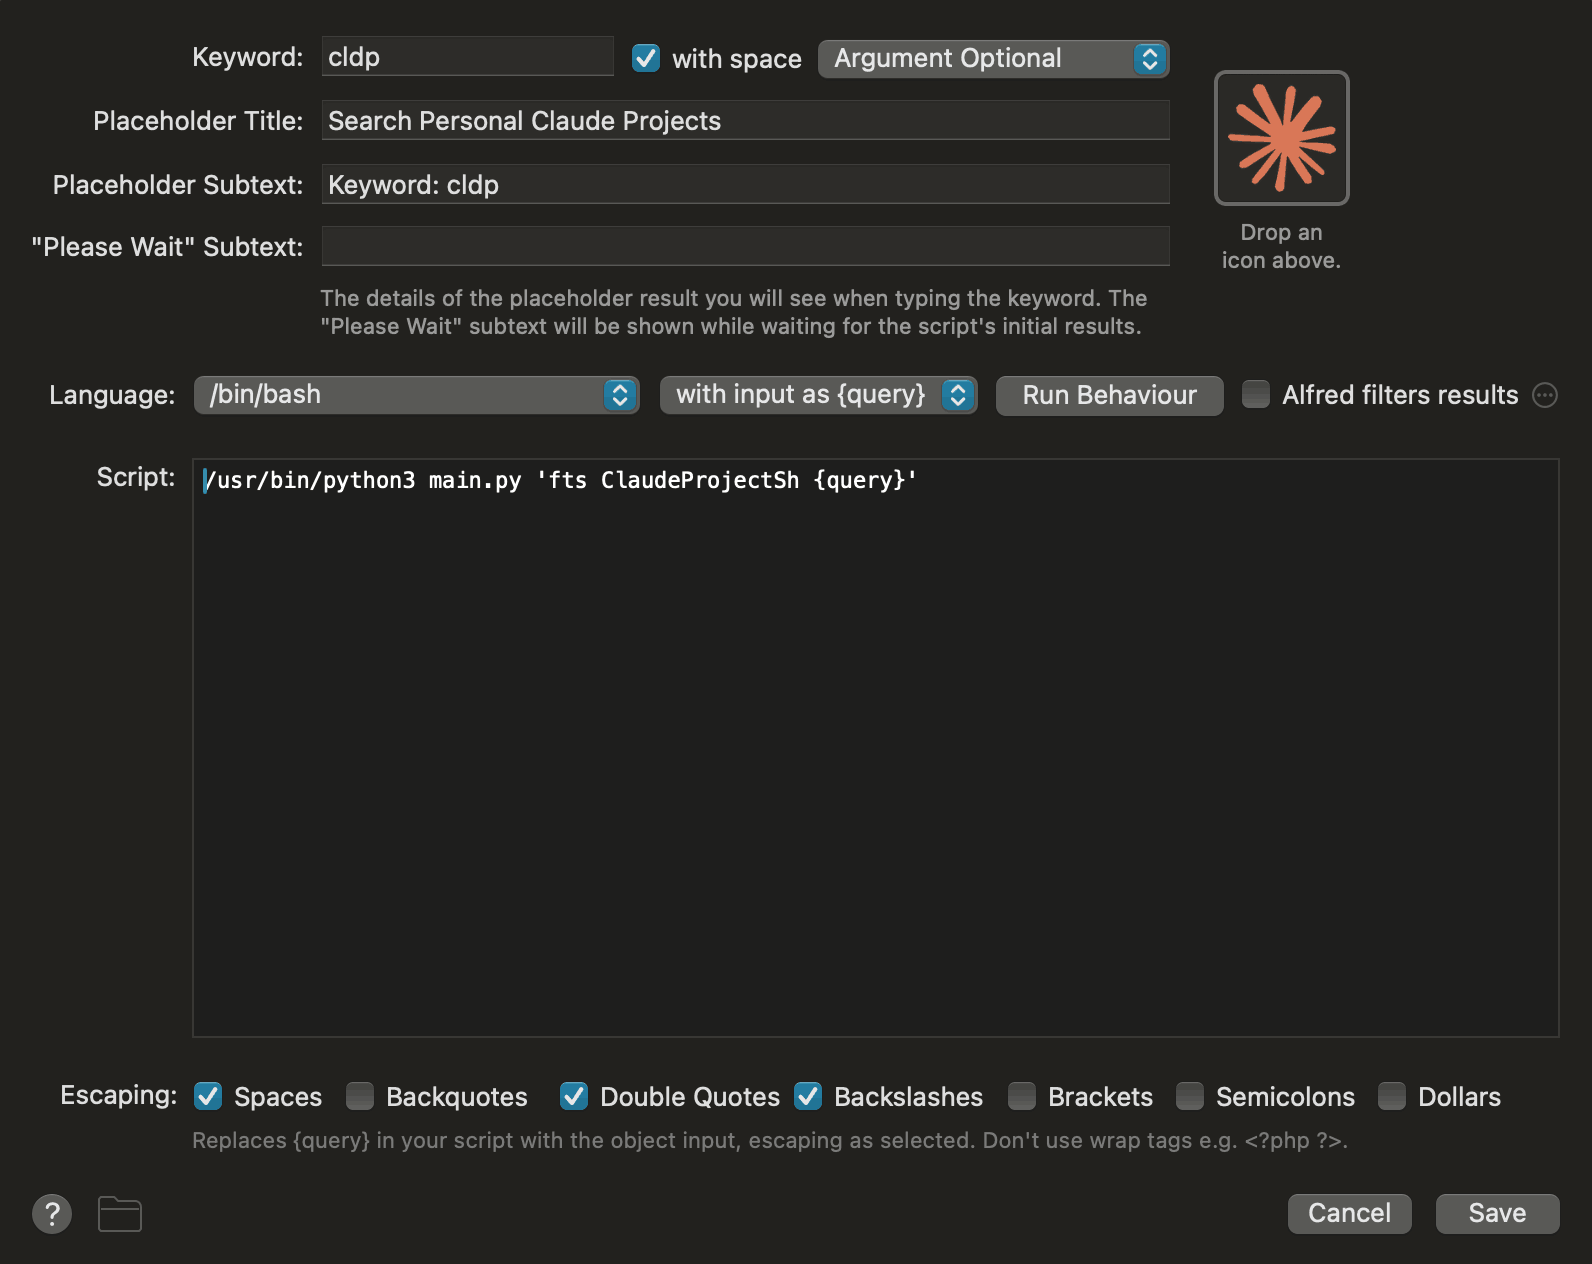 Keyword: cldp with space Argument Optional
Placeholder Title: Search Personal Claude Projects
Placeholder Subtext: Keyword: cldp
"Please Wait" Subtext:
Drop an
icon above.
The details of the placeholder result you will see when typing the keyword. The
"Please Wait" subtext will be shown while waiting for the script's initial results.
Language: /bin/bash with input as {query} Run Behaviour Alfred filters results
Script: /usr/bin/python3 main.py 'fts ClaudeProjectSh {query}'
Escaping: Spaces Backquotes Double Quotes Backslashes Brackets Semicolons Dollars
Replaces {query} in your script with the object input, escaping as selected. Don't use wrap tags e.g. <?php ?>.
? Cancel Save